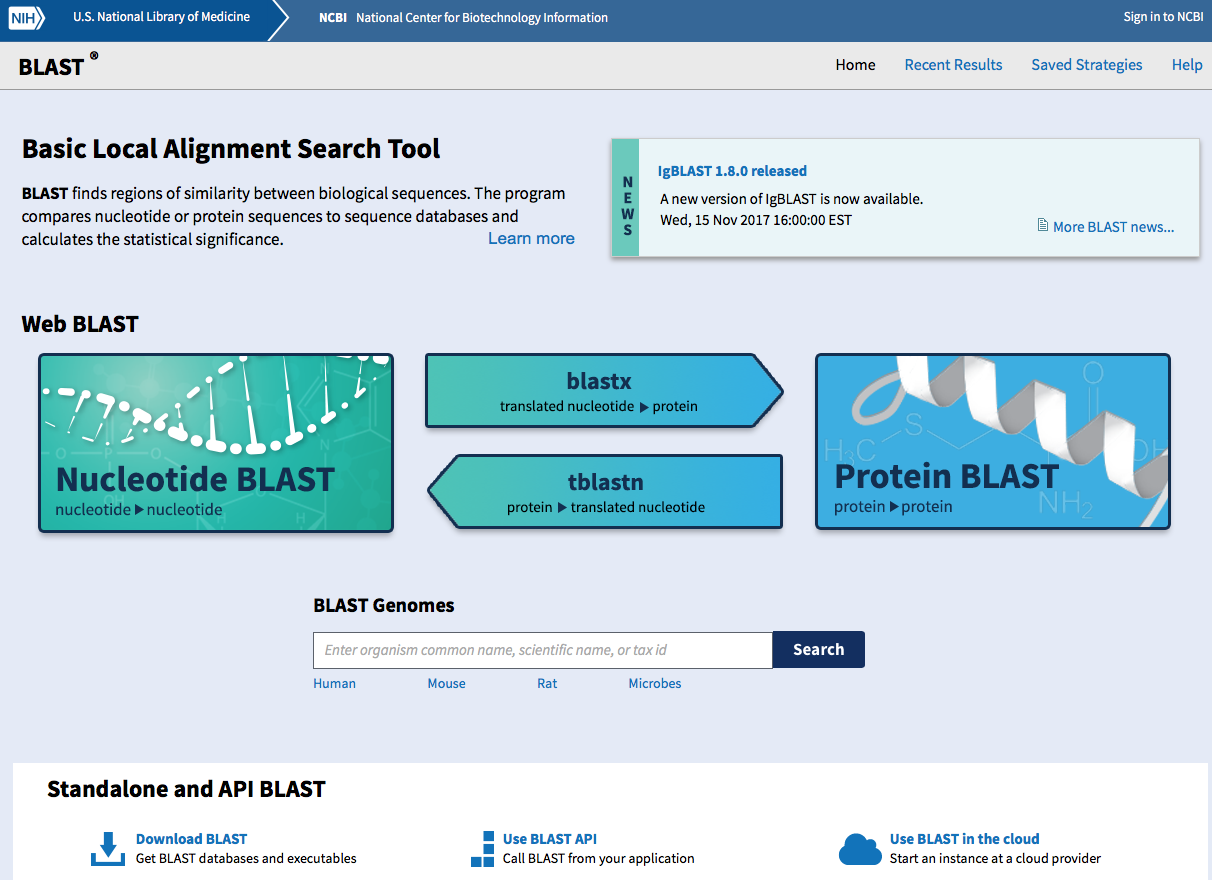 NIH
U.S. National Library of Medicine
NCBI National Center for Biotechnology Information
Sign in to NCBI
BLAST ®
Home
Recent Results
Saved Strategies
Help
Basic Local Alignment Search Tool
BLAST finds regions of similarity between biological sequences. The program
compares nucleotide or protein sequences to sequence databases and
calculates the statistical significance.
Learn more
NEWS
IgBLAST 1.8.0 released
A new version of IgBLAST is now available.
Wed, 15 Nov 2017 16:00:00 EST
More BLAST news...
Web BLAST
Nucleotide BLAST
nucleotide ▶ nucleotide
blastx
translated nucleotide ▶ protein
tblastn
protein ▶ translated nucleotide
O
H₃C
S
OH
NH₂
Protein BLAST
protein ▶ protein
BLAST Genomes
Enter organism common name, scientific name, or tax id
Search
Human
Mouse
Rat
Microbes
Standalone and API BLAST
Download BLAST
Get BLAST databases and executables
Use BLAST API
Call BLAST from your application
Use BLAST in the cloud
Start an instance at a cloud provider